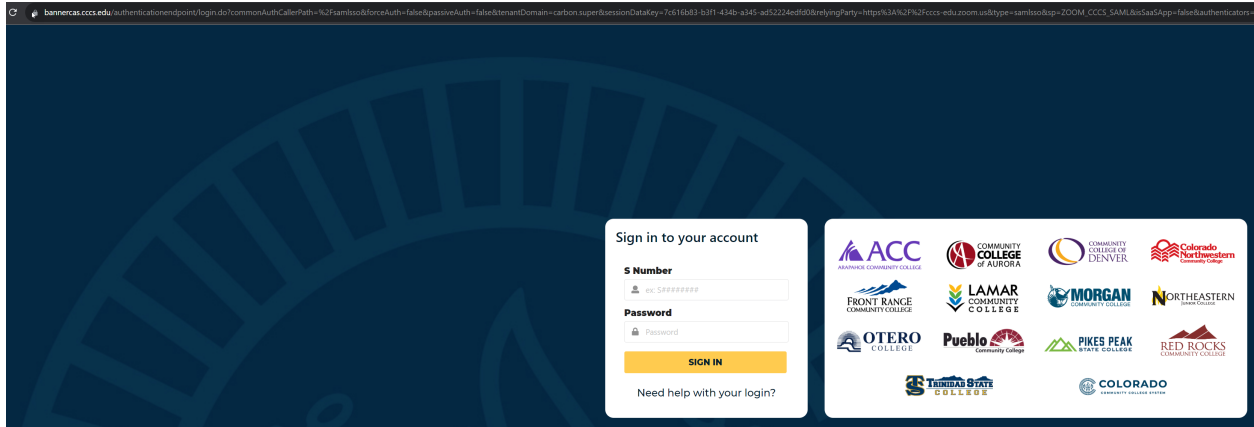 bannercas.cccs.edu/authenticationendpoint/login.do?commonAuthCallerPath=%2Fsamlsso&forceAuth=false&passiveAuth=false&tenantDomain=carbon.super&sessionDataKey=7c616b83-b3f1-434b-a345-ad52224edfd0&relyingParty=https%3A%2F%2Fcccs-edu.zoom.us&type=samlsso&sp=ZOOM_CCCS_SAML&isSaaSApp=false&authenticators=
Sign in to your account
S Number
ex: S########
Password
Password
SIGN IN
Need help with your login?
ACC
ARAPAHOE COMMUNITY COLLEGE
COMMUNITY
COLLEGE
of AURORA
COMMUNITY
COLLEGE OF
DENVER
Colorado
Northwestern
Community College
FRONT RANGE
COMMUNITY COLLEGE
LAMAR
COMMUNITY
COLLEGE
MORGAN
COMMUNITY COLLEGE
NORTHEASTERN
JUNIOR COLLEGE
OTERO
COLLEGE
Pueblo
Community College
PIKES PEAK
STATE COLLEGE
RED ROCKS
COMMUNITY COLLEGE
TRINIDAD STATE
COLLEGE
COLORADO
COMMUNITY COLLEGE SYSTEM